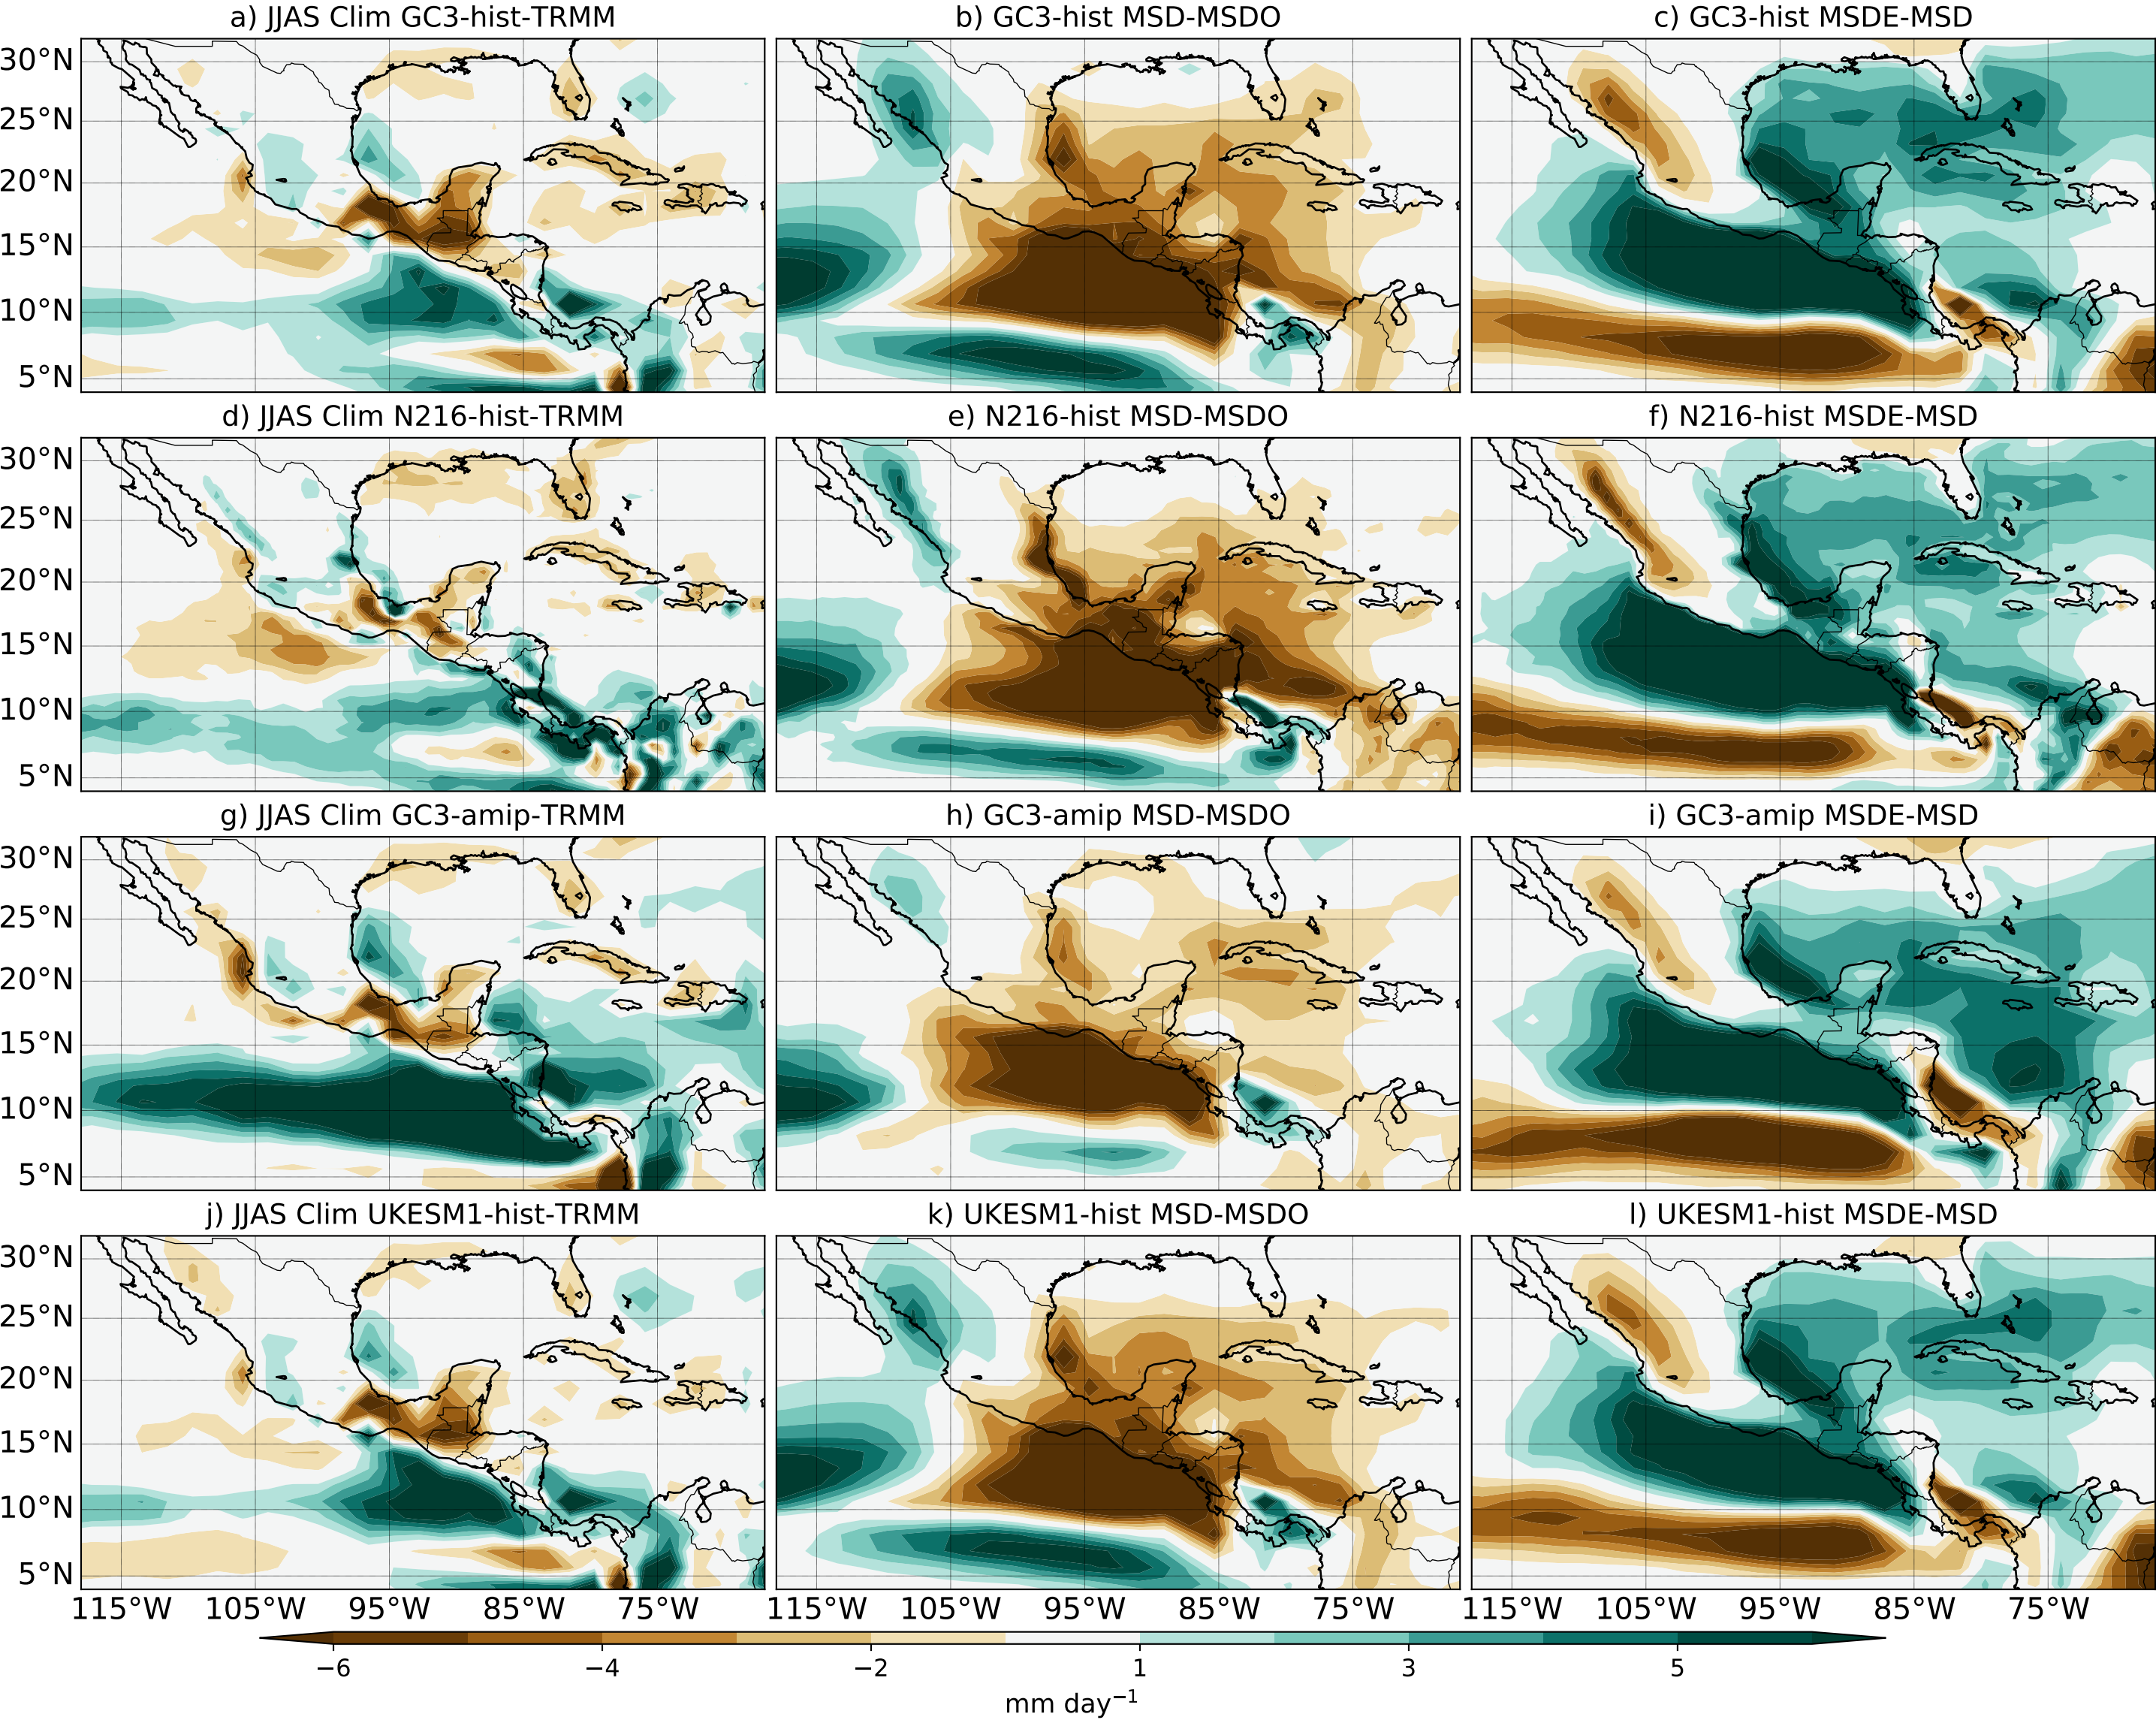 a) JJAS Clim GC3-hist-TRMM
b) GC3-hist MSD-MSDO
c) GC3-hist MSDE-MSD
30°N
25°N
20°N
15°N
10°N
5°N
d) JJAS Clim N216-hist-TRMM
e) N216-hist MSD-MSDO
f) N216-hist MSDE-MSD
30°N
25°N
20°N
15°N
10°N
5°N
g) JJAS Clim GC3-amip-TRMM
h) GC3-amip MSD-MSDO
i) GC3-amip MSDE-MSD
30°N
25°N
20°N
15°N
10°N
5°N
j) JJAS Clim UKESM1-hist-TRMM
k) UKESM1-hist MSD-MSDO
l) UKESM1-hist MSDE-MSD
30°N
25°N
20°N
15°N
10°N
5°N
115°W 105°W 95°W 85°W 75°W 115°W 105°W 95°W 85°W 75°W 115°W 105°W 95°W 85°W 75°W
−6 −4 −2 1 3 5
mm day⁻¹